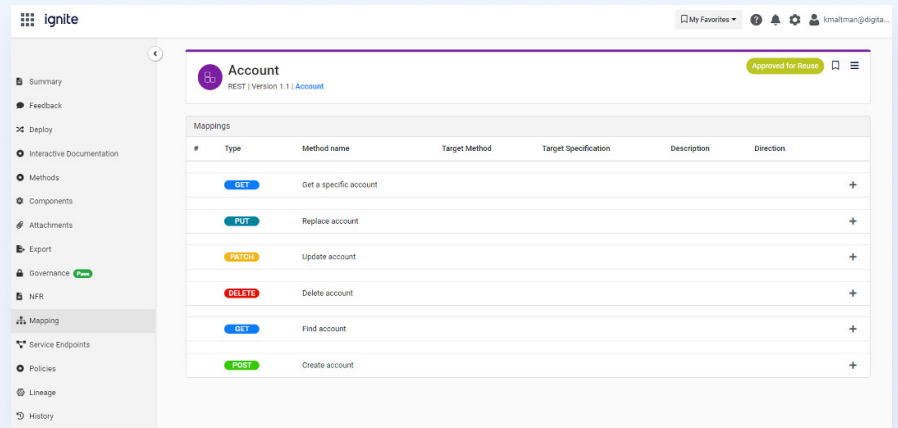 ignite
My Favorites
kmaltman@digita...
Summary
Feedback
Deploy
Interactive Documentation
Methods
Components
Attachments
Export
Governance Pass
NFR
Mapping
Service Endpoints
Policies
Lineage
History
Account
REST | Version 1.1 | Account
Approved for Reuse
Mappings
# Type Method name Target Method Target Specification Description Direction
GET Get a specific account +
PUT Replace account +
PATCH Update account +
DELETE Delete account +
GET Find account +
POST Create account +